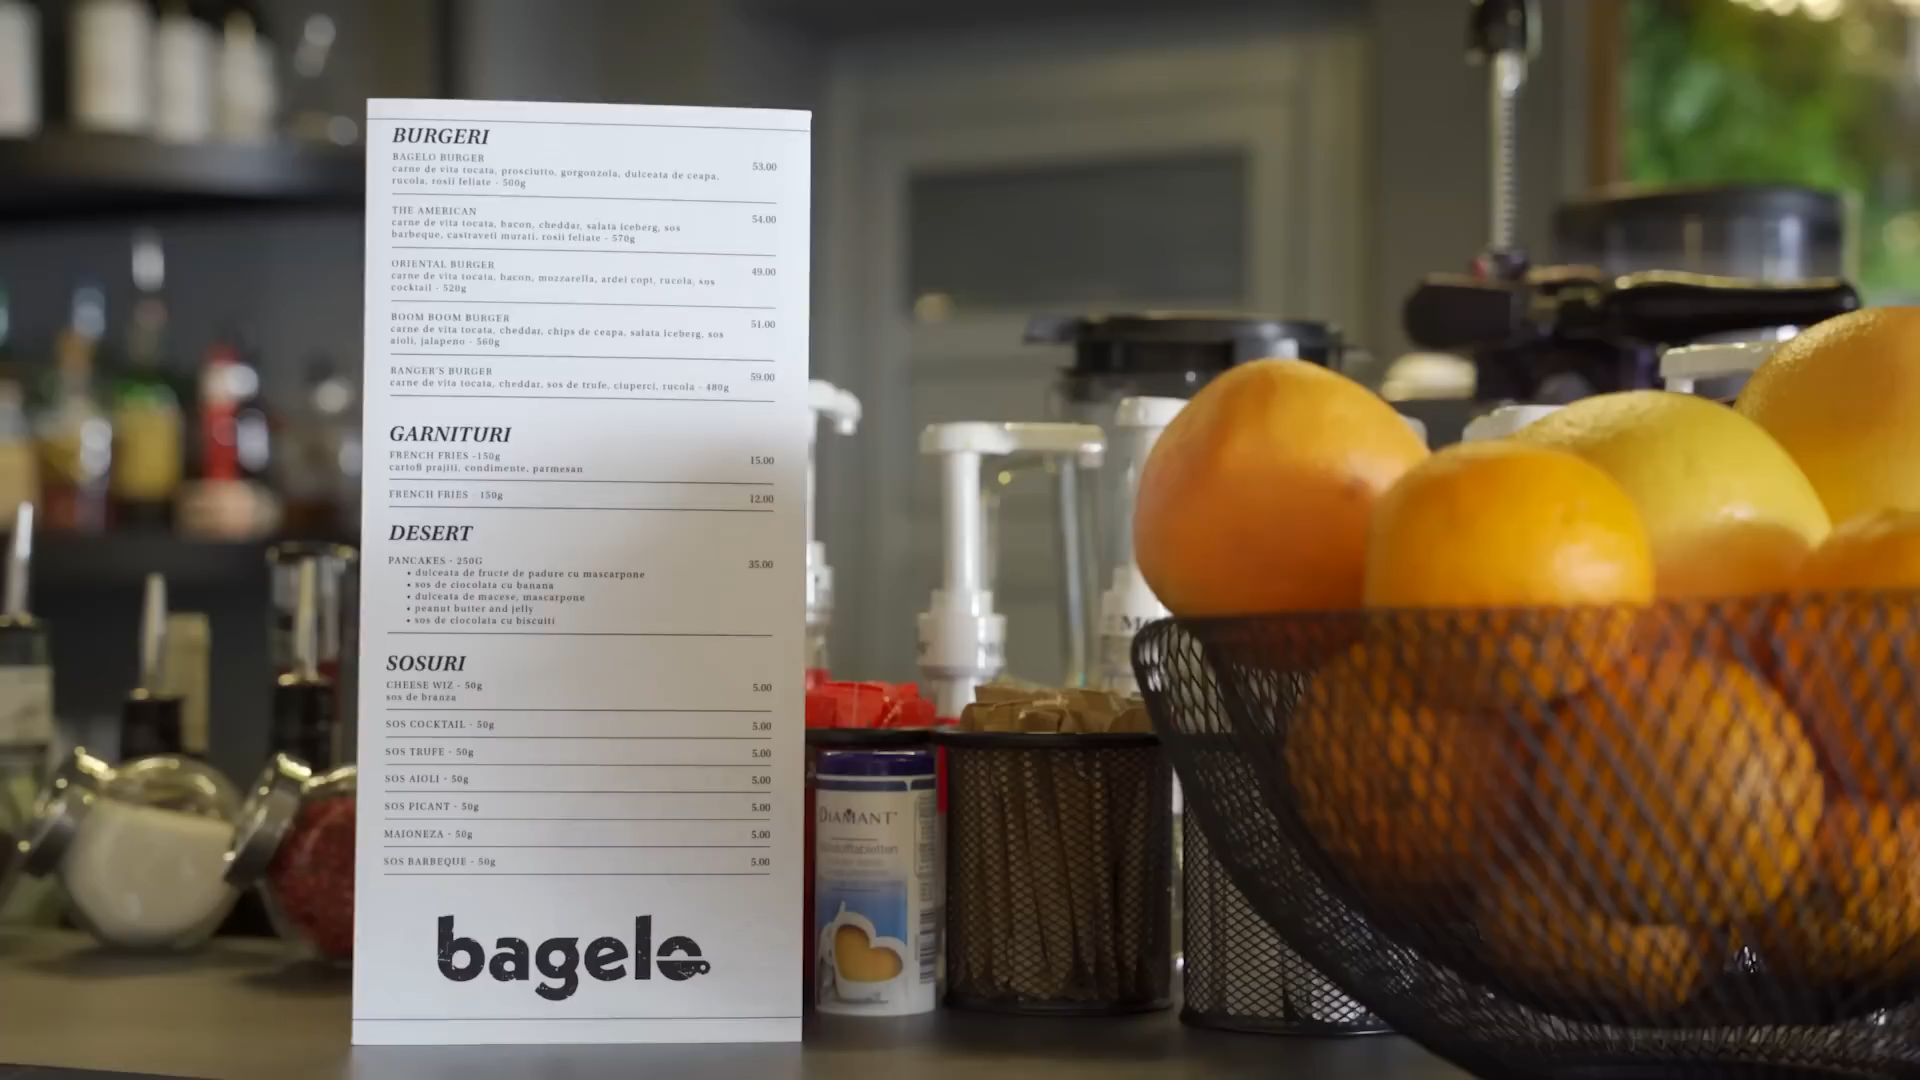 BURGERI
BAGELO BURGER
carne de vita tocata, prosciutto, gorgonzola, dulceata de ceapa,
rucola, rosii feliate - 500g
53.00
THE AMERICAN
carne de vita tocata, bacon, cheddar, salata iceberg, sos
barbeque, castraveti murati, rosii feliate - 570g
54.00
ORIENTAL BURGER
carne de vita tocata, bacon, mozzarella, ardei copt, rucola, sos
cocktail - 520g
49.00
BOOM BOOM BURGER
carne de vita tocata, cheddar, chips de ceapa, salata iceberg, sos
aioli, jalapeno - 560g
51.00
RANGER'S BURGER
carne de vita tocata, cheddar, sos de trufe, ciuperci, rucola - 480g
59.00
GARNITURI
FRENCH FRIES -150g
cartofi prajiti, condimente, parmesan
15.00
FRENCH FRIES - 150g
12.00
DESERT
PANCAKES - 250G
35.00
• dulceata de fructe de padure cu mascarpone
• sos de ciocolata cu banana
• dulceata de macese, mascarpone
• peanut butter and jelly
• sos de ciocolata cu biscuiti
SOSURI
CHEESE WIZ - 50g
sos de branza
5.00
SOS COCKTAIL - 50g
5.00
SOS TRUFE - 50g
5.00
SOS AIOLI - 50g
5.00
SOS PICANT - 50g
5.00
MAIONEZA - 50g
5.00
SOS BARBEQUE - 50g
5.00
bagelo
DIAMANT